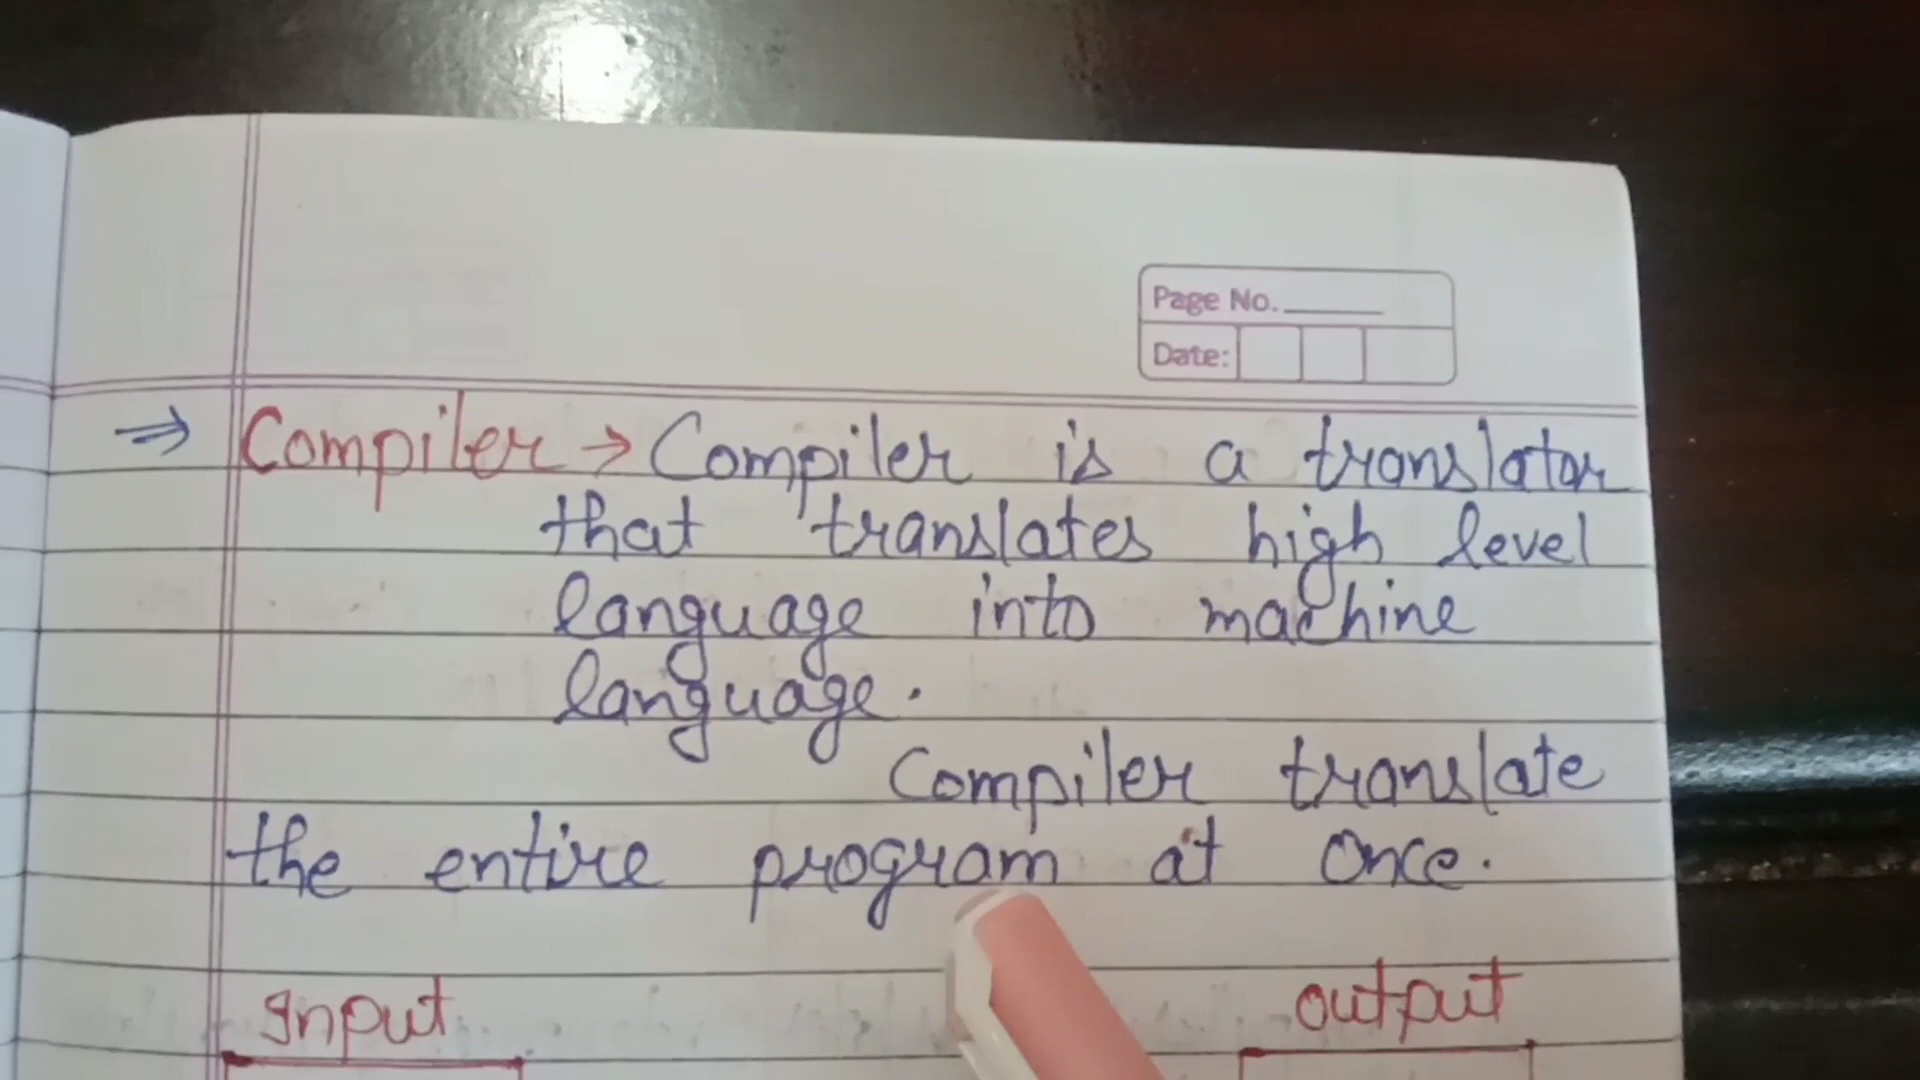 Page No.
Date:
⇒ Compiler → Compiler is a translator
that translates high level
language into machine
language.
Compiler translate
the entire program at once.
Input
output